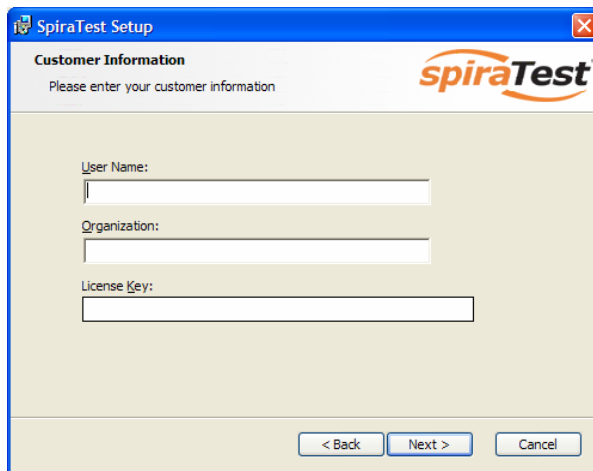 SpiraTest Setup
Customer Information
Please enter your customer information
spiraTest
User Name:
Organization:
License Key:
< Back
Next >
Cancel